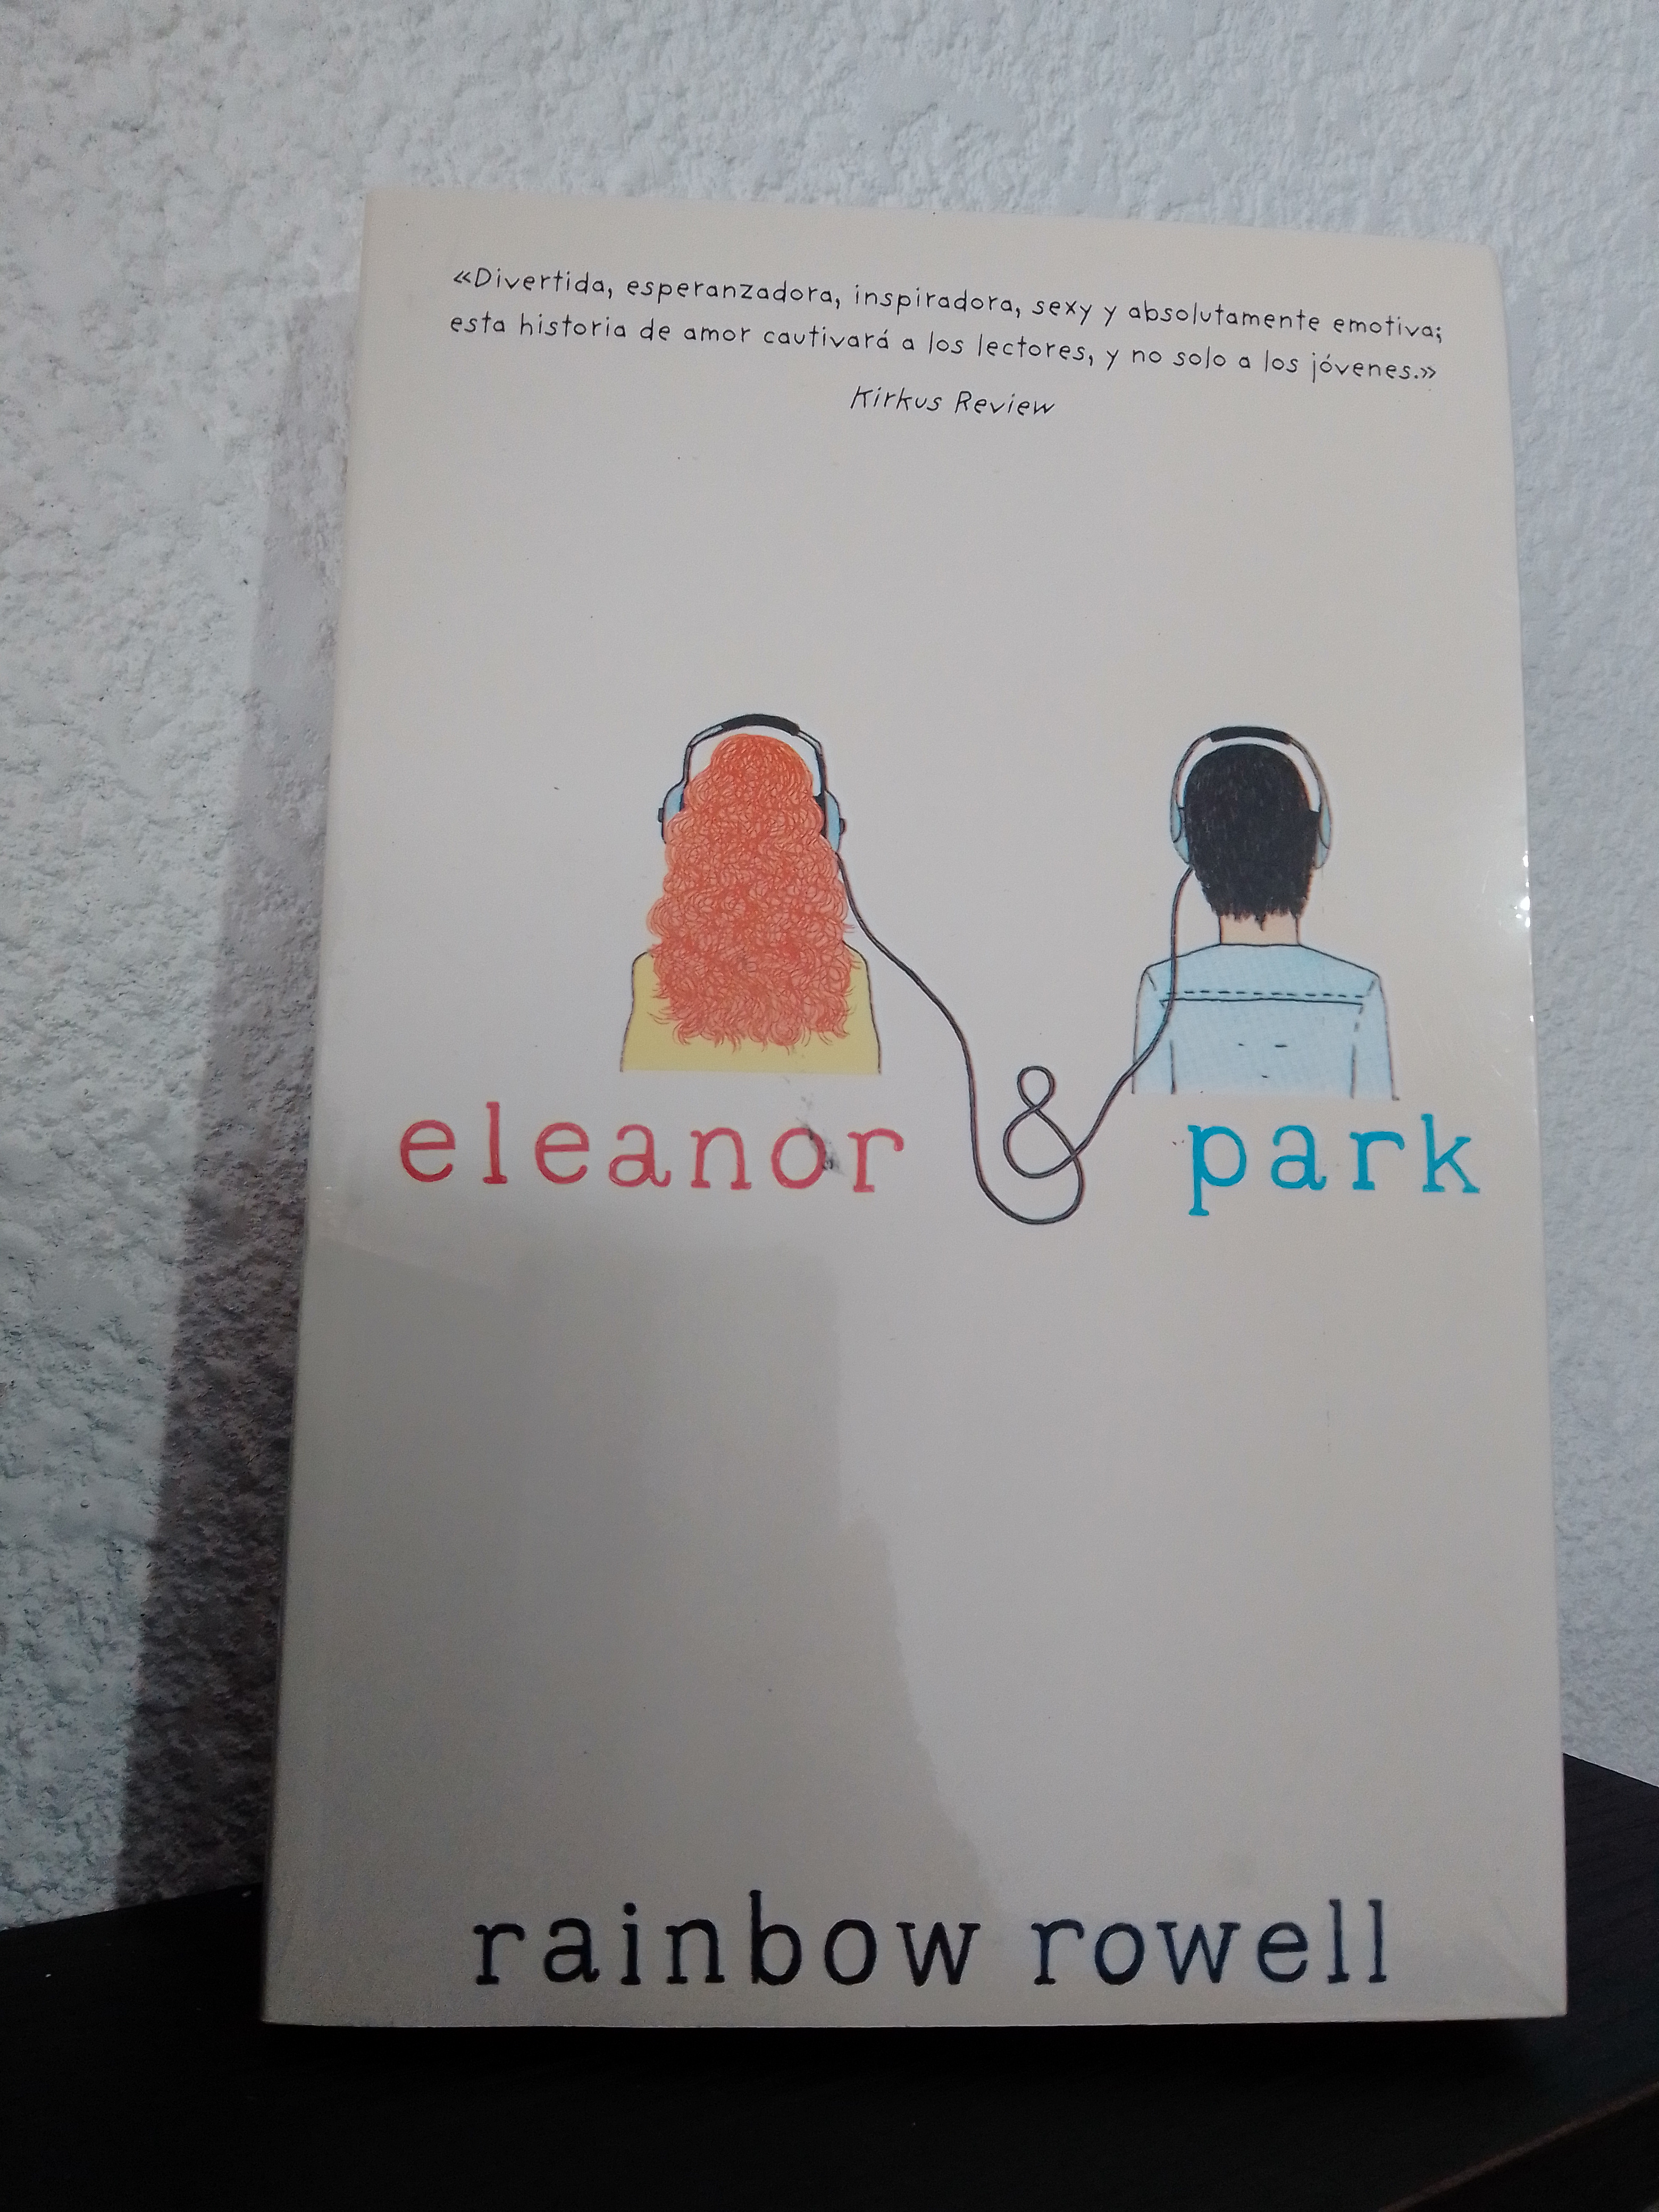 «Divertida, esperanzadora, inspiradora, sexy y absolutamente emotiva;
esta historia de amor cautivará a los lectores, y no solo a los jóvenes.»
Kirkus Review
eleanor & park
rainbow rowell